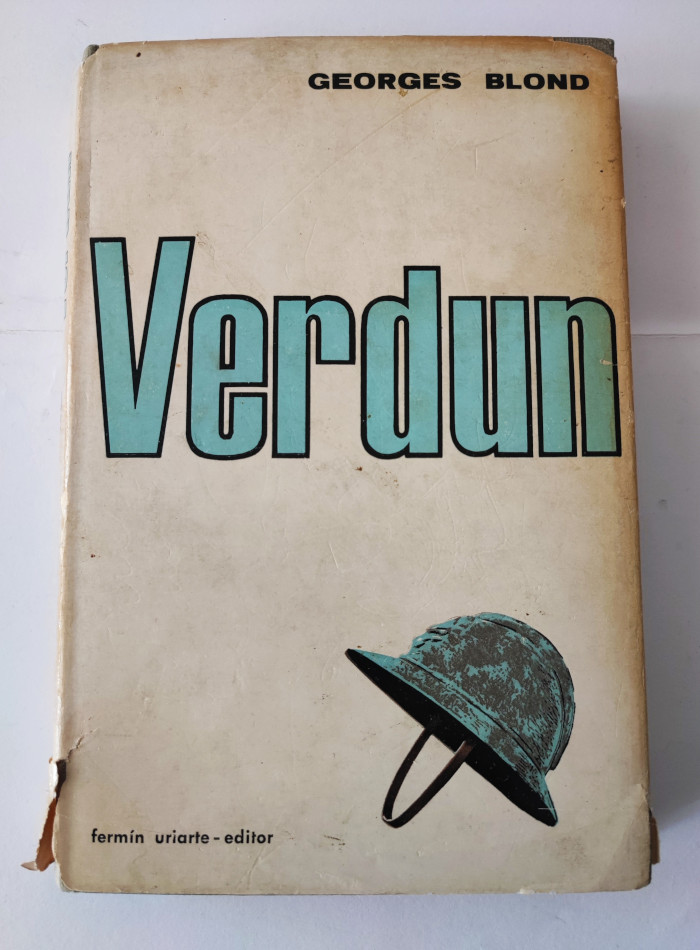 GEORGES BLOND
Verdun
fermín uriarte - editor